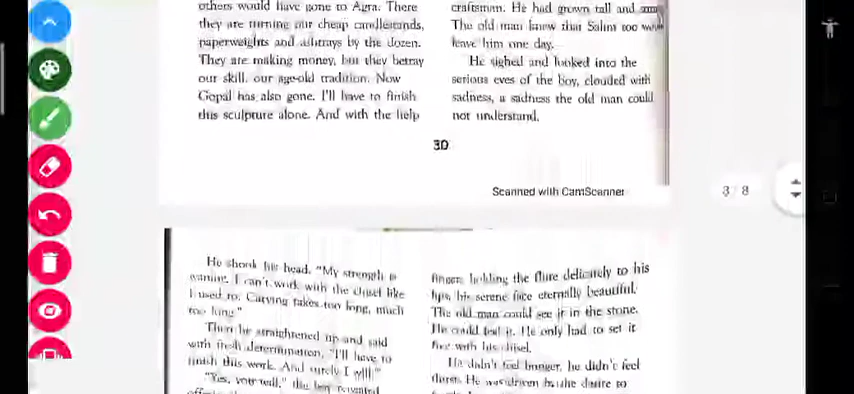 others would have gone to Agra. There
they are turning out cheap candlestands,
paperweights and ashtrays by the dozen.
They are making money, but they betray
our skill, our age-old tradition. Now
Gopal has also gone. I'll have to finish
this sculpture alone. And with the help
craftsman. He had grown tall and
The old man knew that Salim too
leave him one day.
He sighed and looked into the
serious eyes of the boy, clouded with
sadness, a sadness the old man could
not understand.
30
Scanned with CamScanner
3 / 8
He shook his head. "My strength is
waning. I can't work with the chisel like
I used to. Carving takes too long, much
too long."
Then he straightened up and said
with fresh determination, "I'll have to
finish this work. And surely I will."
"Yes, you will," the boy repeated
fingers holding the flute delicately to his
lips, his serene face eternally beautiful.
The old man could see it in the stone.
He could feel it. He only had to set it
free with his chisel.
He didn't feel hunger, he didn't feel
thirst. He was driven by the desire to